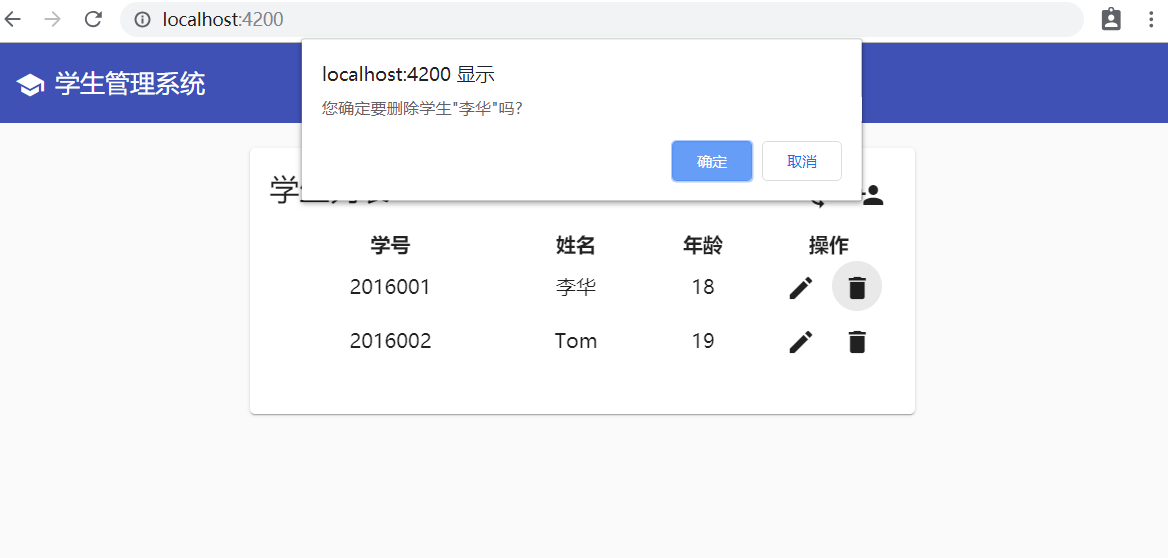 localhost:4200
学生管理系统
localhost:4200 显示
您确定要删除学生"李华"吗?
确定 取消
学号 姓名 年龄 操作
2016001 李华 18
2016002 Tom 19